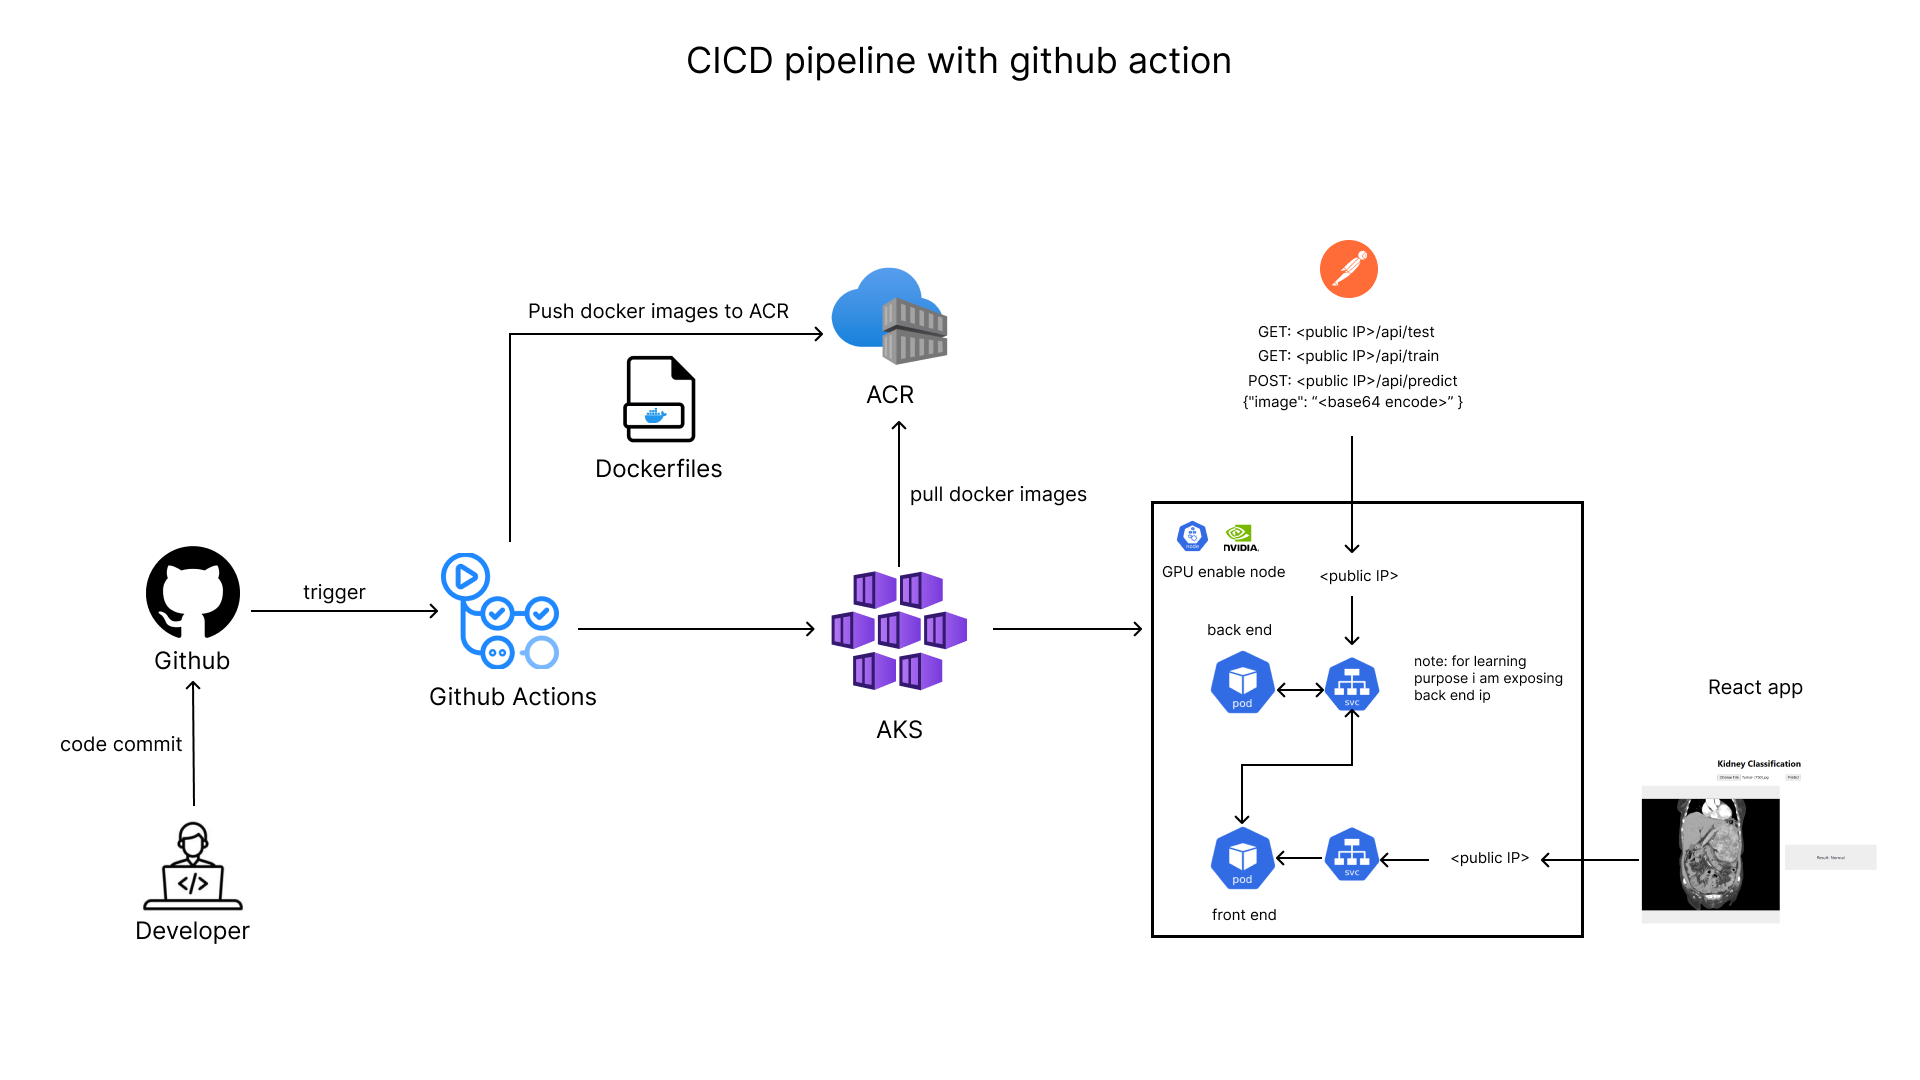 CICD pipeline with github action
Push docker images to ACR
Dockerfiles
ACR
pull docker images
GET: <public IP>/api/test
GET: <public IP>/api/train
POST: <public IP>/api/predict
{"image": “<base64 encode>” }
node
NVIDIA.
GPU enable node
<public IP>
back end
pod
svc
note: for learning
purpose i am exposing
back end ip
trigger
Github
Github Actions
AKS
code commit
Developer
pod
svc
<public IP>
front end
React app
Kidney Classification
Choose File
Predict
Result: Normal